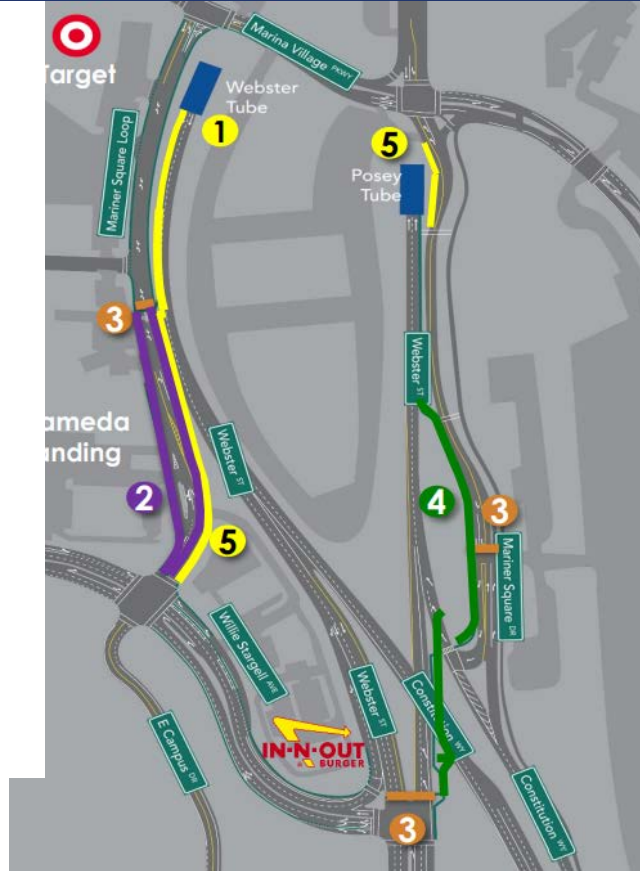 Target
Marina Village PKWY
Webster
Tube
1
5
Posey
Tube
Mariner Square Loop
3
Webster ST
ameda
anding
Webster ST
4
3
2
5
Mariner Square DR
Willie Stargell AVE
Webster ST
Constitution WY
E Campus DR
IN-N-OUT
BURGER
Constitution WY
3